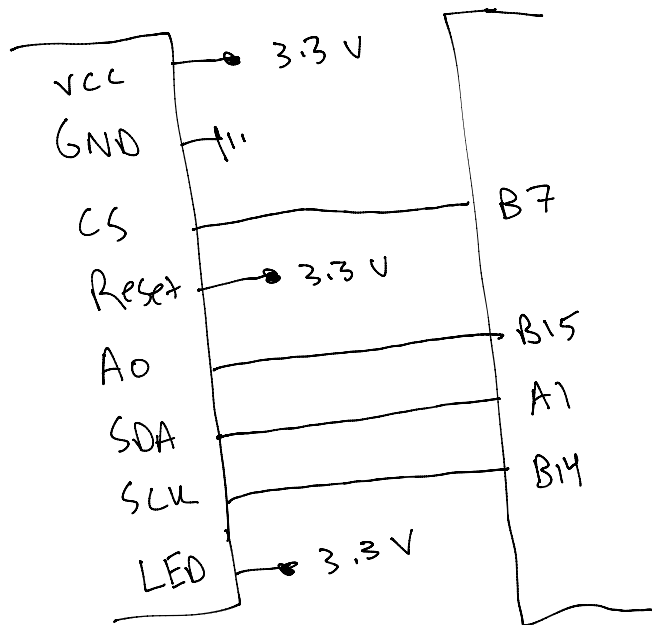 VCC 3.3 V
GND
CS B7
Reset 3.3 V
A0 B15
SDA A1
SCK B14
LED 3.3 V